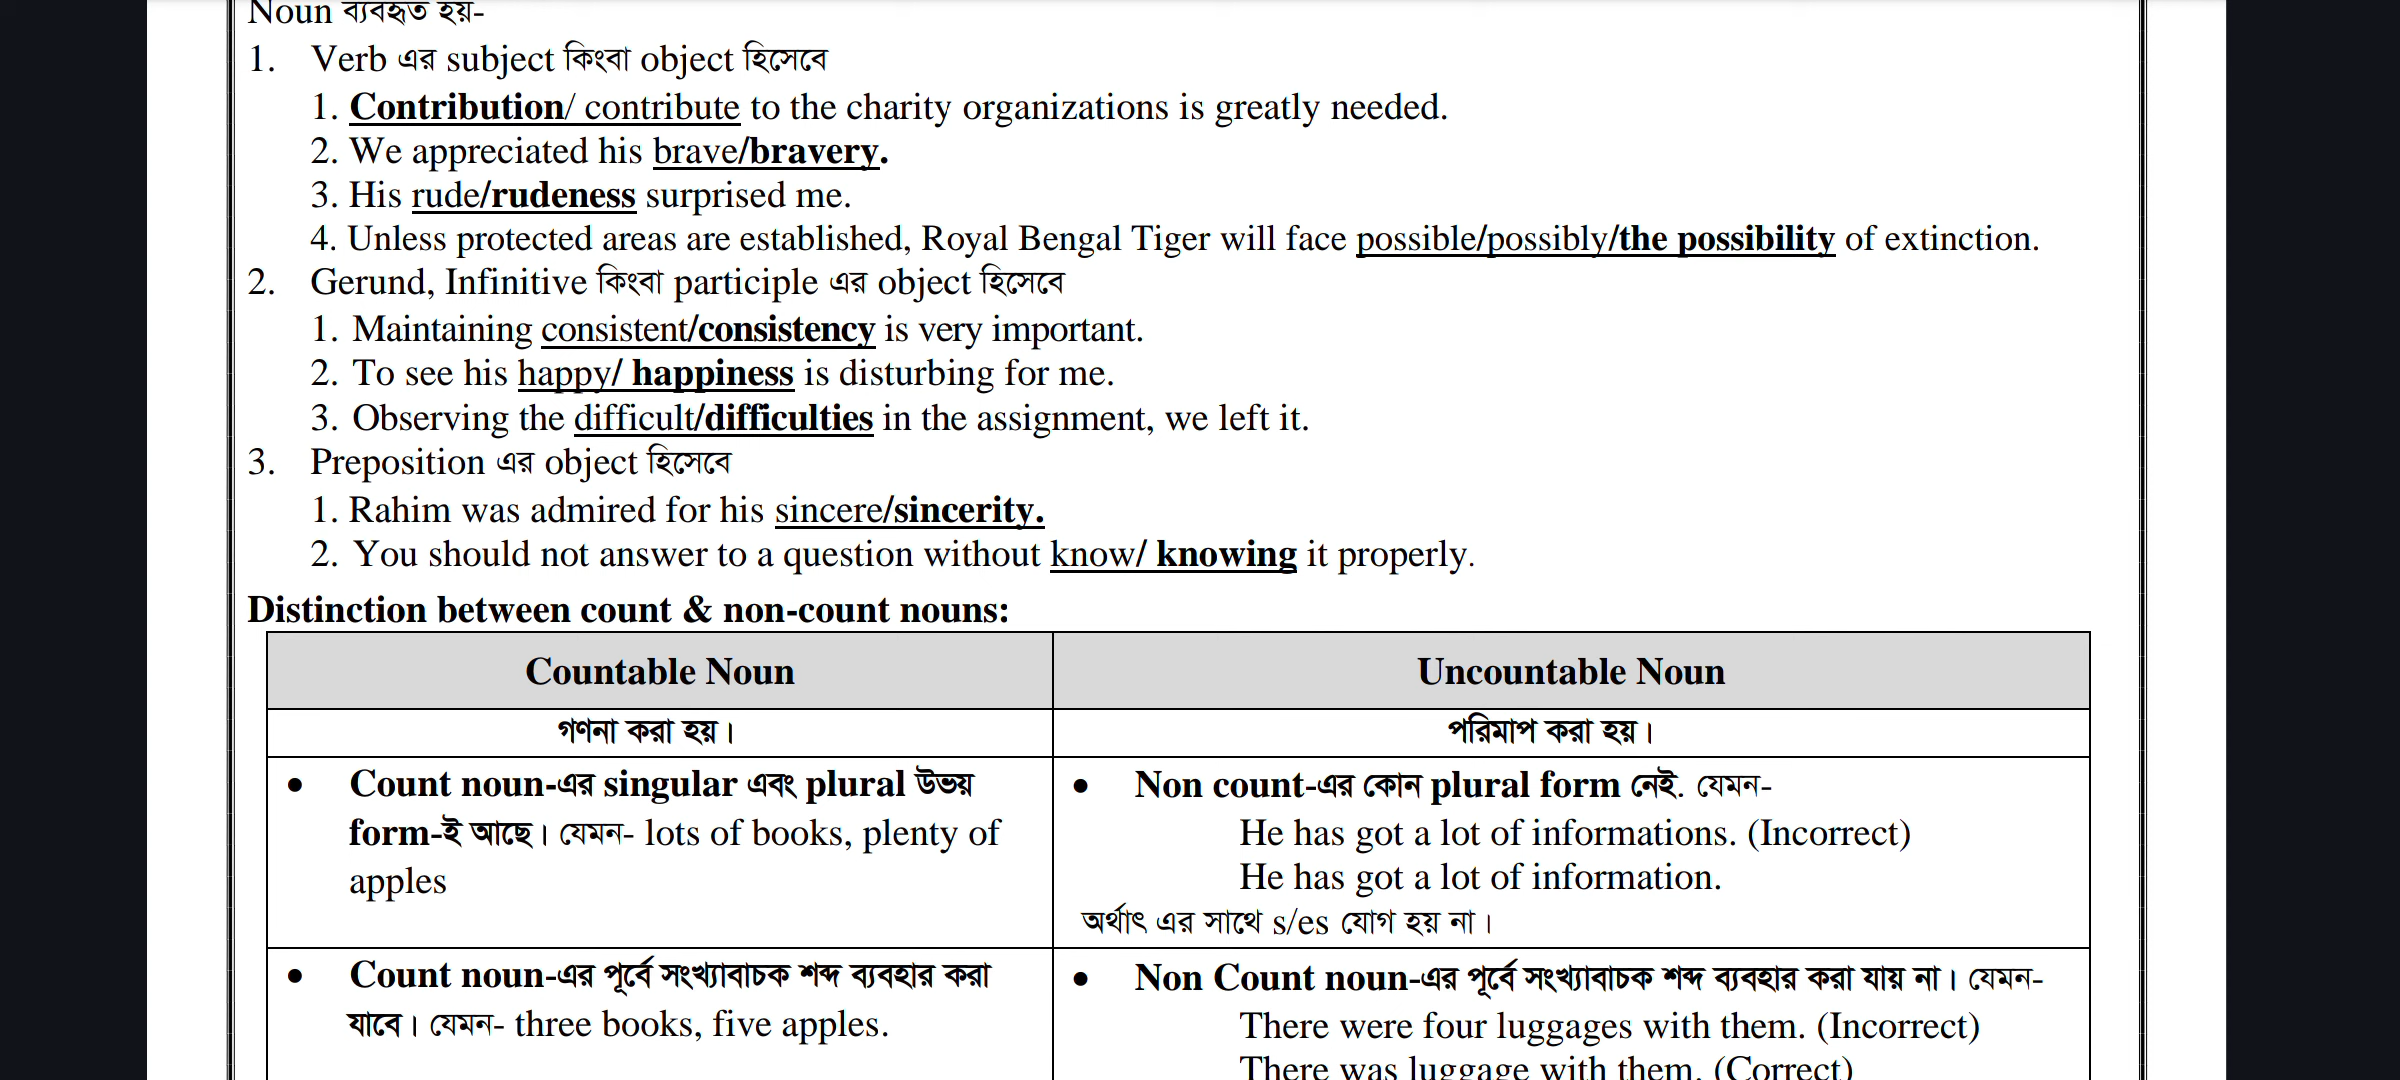 Noun ব্যবহৃত হয়-
1. Verb এর subject কিংবা object হিসেবে
1. Contribution/ contribute to the charity organizations is greatly needed.
2. We appreciated his brave/bravery.
3. His rude/rudeness surprised me.
4. Unless protected areas are established, Royal Bengal Tiger will face possible/possibly/the possibility of extinction.
2. Gerund, Infinitive কিংবা participle এর object হিসেবে
1. Maintaining consistent/consistency is very important.
2. To see his happy/ happiness is disturbing for me.
3. Observing the difficult/difficulties in the assignment, we left it.
3. Preposition এর object হিসেবে
1. Rahim was admired for his sincere/sincerity.
2. You should not answer to a question without know/ knowing it properly.
Distinction between count & non-count nouns:
Countable Noun
Uncountable Noun
গণনা করা হয়।
পরিমাপ করা হয়।
• Count noun-এর singular এবং plural উভয়
form-ই আছে। যেমন- lots of books, plenty of
apples
• Non count-এর কোন plural form নেই. যেমন-
He has got a lot of informations. (Incorrect)
He has got a lot of information.
অর্থাৎ এর সাথে s/es যোগ হয় না।
• Count noun-এর পূর্বে সংখ্যাবাচক শব্দ ব্যবহার করা
যাবে। যেমন- three books, five apples.
• Non Count noun-এর পূর্বে সংখ্যাবাচক শব্দ ব্যবহার করা যায় না। যেমন-
There were four luggages with them. (Incorrect)
There was luggage with them. (Correct)